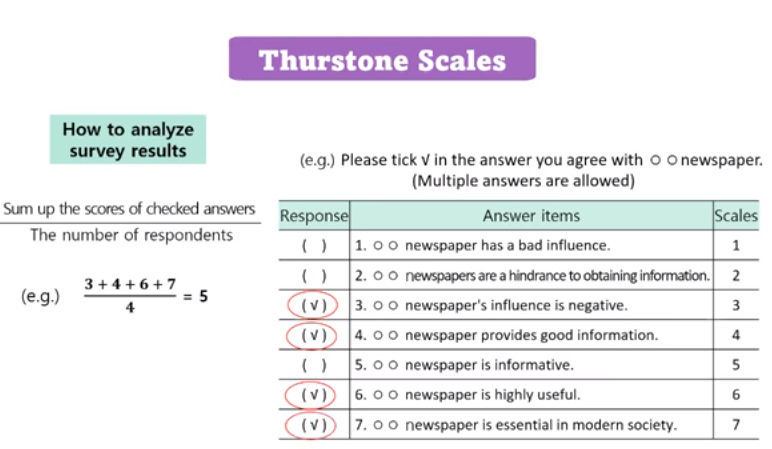 Thurstone Scales
How to analyze
survey results
Sum up the scores of checked answers
The number of respondents
(e.g.) 3 + 4 + 6 + 7
4
= 5
(e.g.) Please tick √ in the answer you agree with ○ ○ newspaper.
(Multiple answers are allowed)
Response Answer items Scales
( ) 1. ○ ○ newspaper has a bad influence. 1
( ) 2. ○ ○ newspapers are a hindrance to obtaining information. 2
(√) 3. ○ ○ newspaper's influence is negative. 3
(√) 4. ○ ○ newspaper provides good information. 4
( ) 5. ○ ○ newspaper is informative. 5
(√) 6. ○ ○ newspaper is highly useful. 6
(√) 7. ○ ○ newspaper is essential in modern society. 7